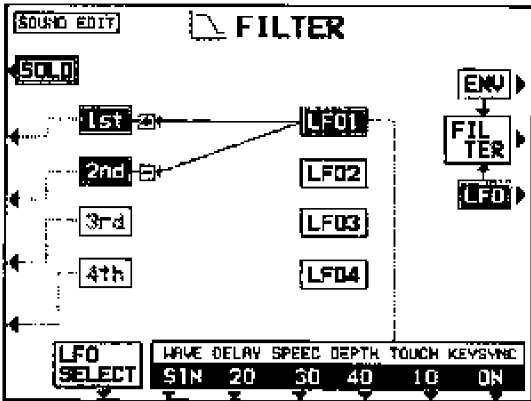 SOUND EDIT
FILTER
SOLO
ENV
1st +
LFO1
FIL
TER
2nd −
LFO2
LFO
3rd
LFO3
4th
LFO4
LFO
SELECT
WAVE DELAY SPEED DEPTH TOUCH KEYSYNC
SIN 20 30 40 10 ON